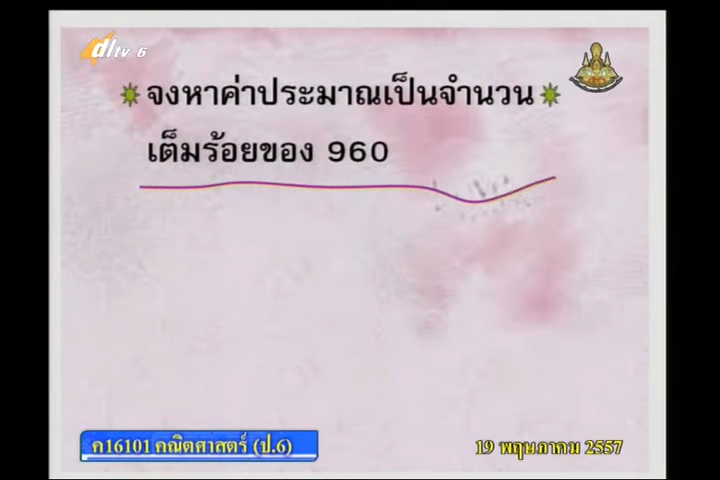 dltv 6
จงหาค่าประมาณเป็นจำนวน
เต็มร้อยของ 960
ค16101 คณิตศาสตร์ (ป.6)
19 พฤษภาคม 2557